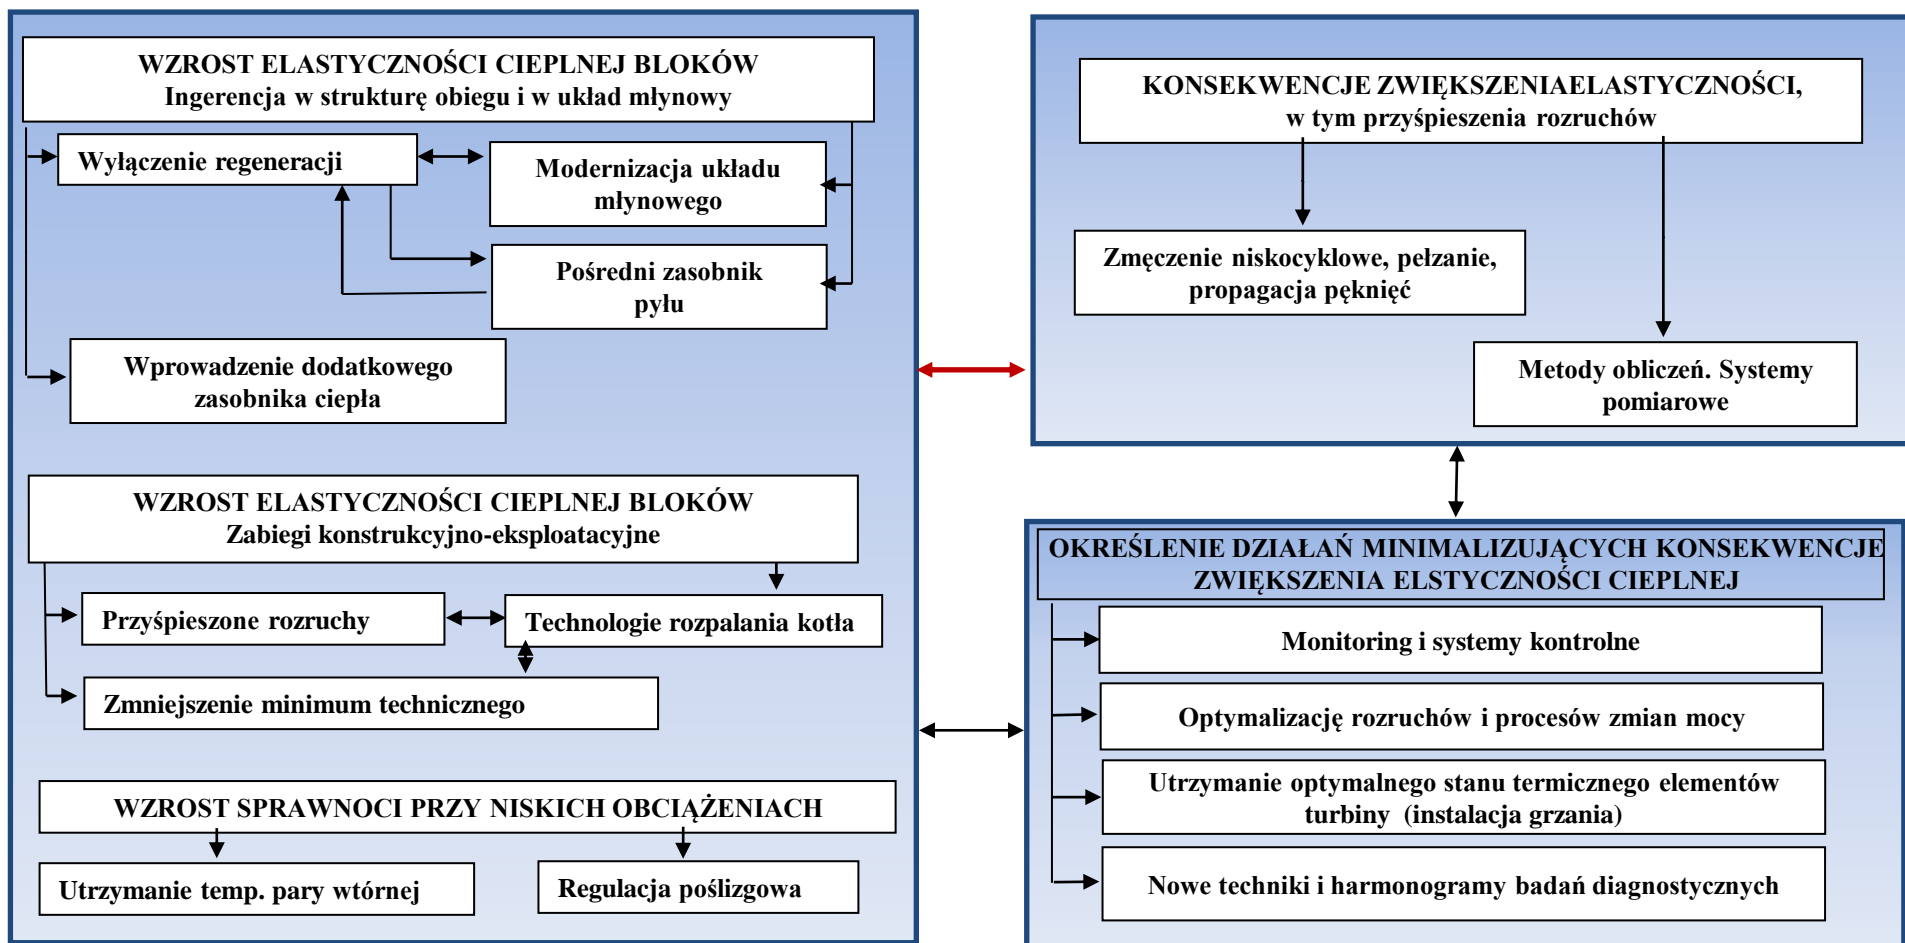 WZROST ELASTYCZNOŚCI CIEPLNEJ BLOKÓW
Ingerencja w strukturę obiegu i w układ młynowy
Wyłączenie regeneracji
Modernizacja układu
młynowego
Pośredni zasobnik
pyłu
Wprowadzenie dodatkowego
zasobnika ciepła
WZROST ELASTYCZNOŚCI CIEPLNEJ BLOKÓW
Zabiegi konstrukcyjno-eksploatacyjne
Przyśpieszone rozruchy
Technologie rozpalania kotła
Zmniejszenie minimum technicznego
WZROST SPRAWNOCI PRZY NISKICH OBCIĄŻENIACH
Utrzymanie temp. pary wtórnej
Regulacja poślizgowa
KONSEKWENCJE ZWIĘKSZENIAELASTYCZNOŚCI,
w tym przyśpieszenia rozruchów
Zmęczenie niskocyklowe, pełzanie,
propagacja pęknięć
Metody obliczeń. Systemy
pomiarowe
OKREŚLENIE DZIAŁAŃ MINIMALIZUJĄCYCH KONSEKWENCJE
ZWIĘKSZENIA ELSTYCZNOŚCI CIEPLNEJ
Monitoring i systemy kontrolne
Optymalizację rozruchów i procesów zmian mocy
Utrzymanie optymalnego stanu termicznego elementów
turbiny (instalacja grzania)
Nowe techniki i harmonogramy badań diagnostycznych